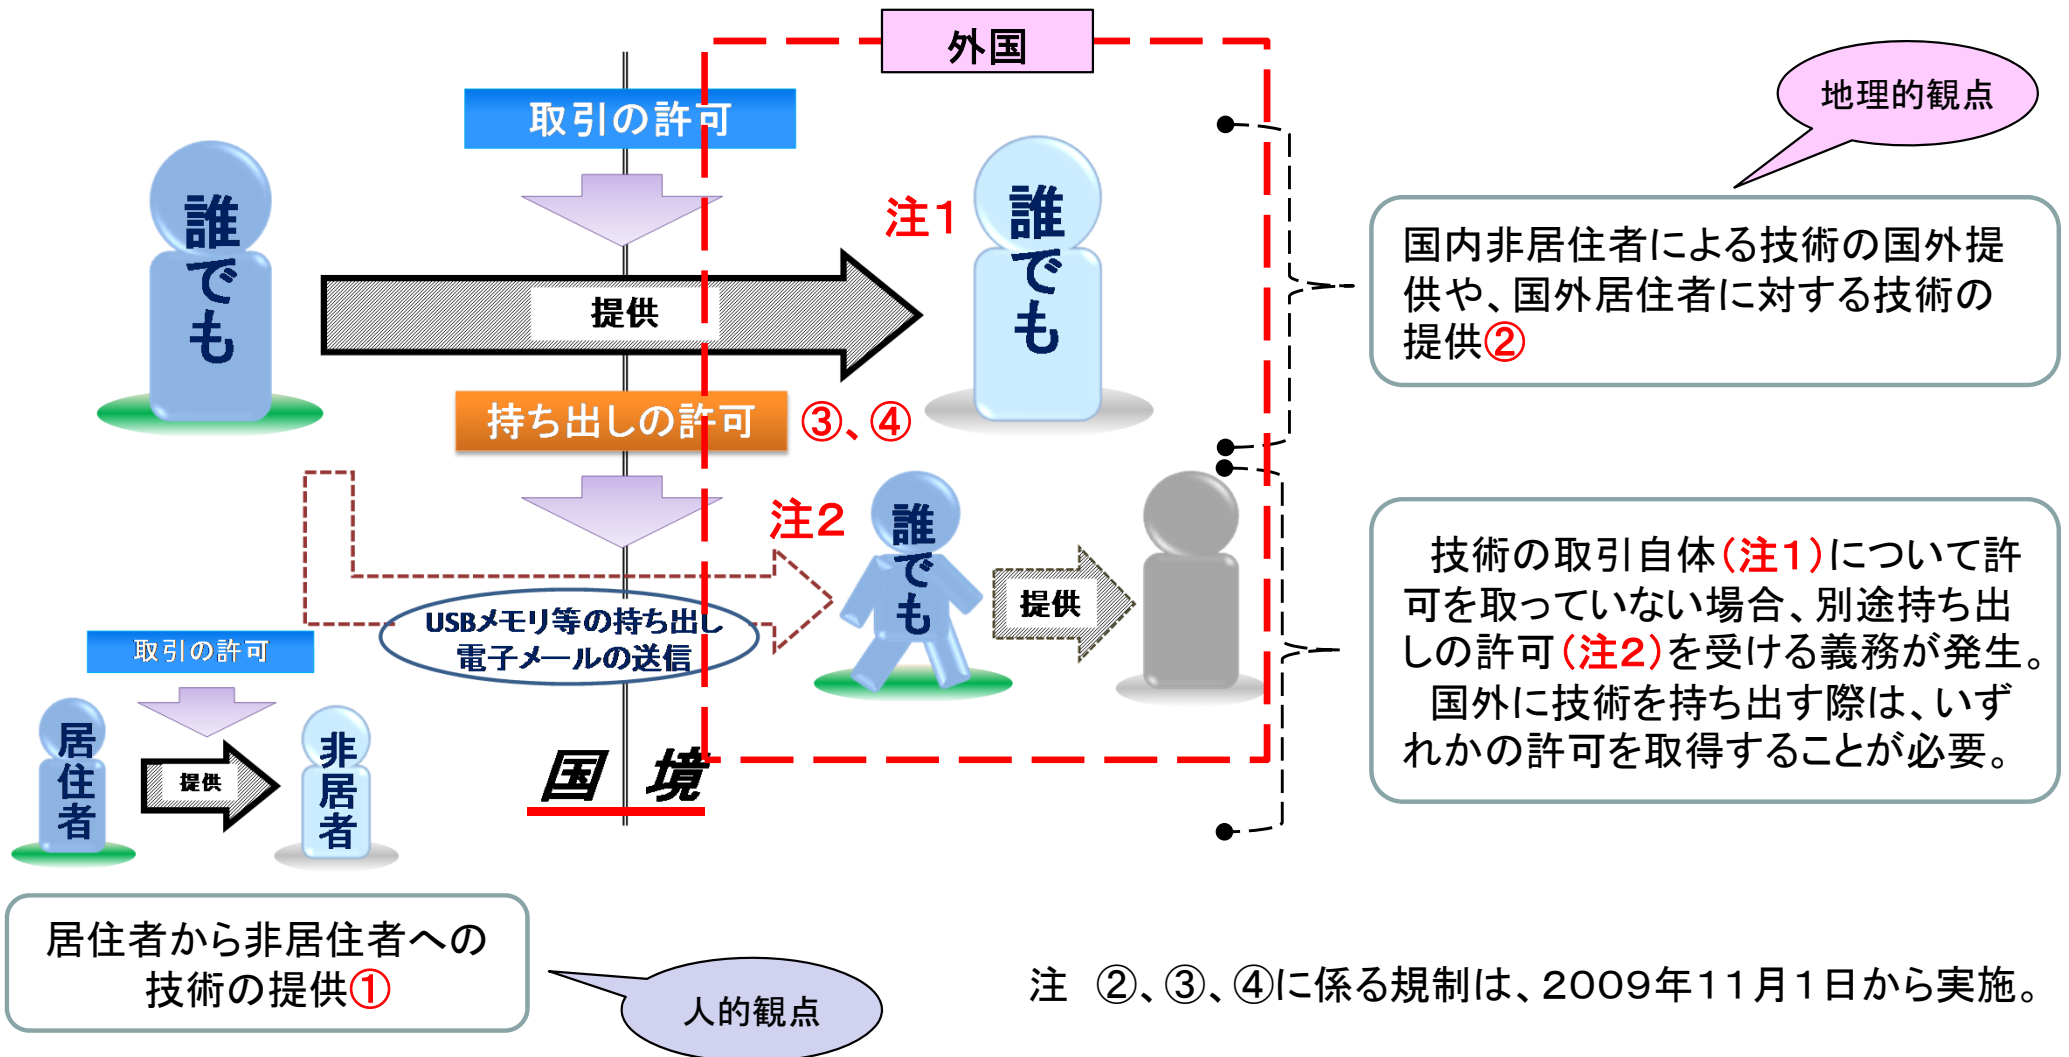 外国
地理的観点
取引の許可
誰でも
注1
誰でも
提供
国内非居住者による技術の国外提
供や、国外居住者に対する技術の
提供②
持ち出しの許可
③、④
注2
誰でも
提供
USBメモリ等の持ち出し
電子メールの送信
技術の取引自体(注1)について許
可を取っていない場合、別途持ち出
しの許可(注2)を受ける義務が発生。
国外に技術を持ち出す際は、いず
れかの許可を取得することが必要。
取引の許可
居住者
提供
非居者
国 境
居住者から非居住者への
技術の提供①
人的観点
注 ②、③、④に係る規制は、2009年11月1日から実施。